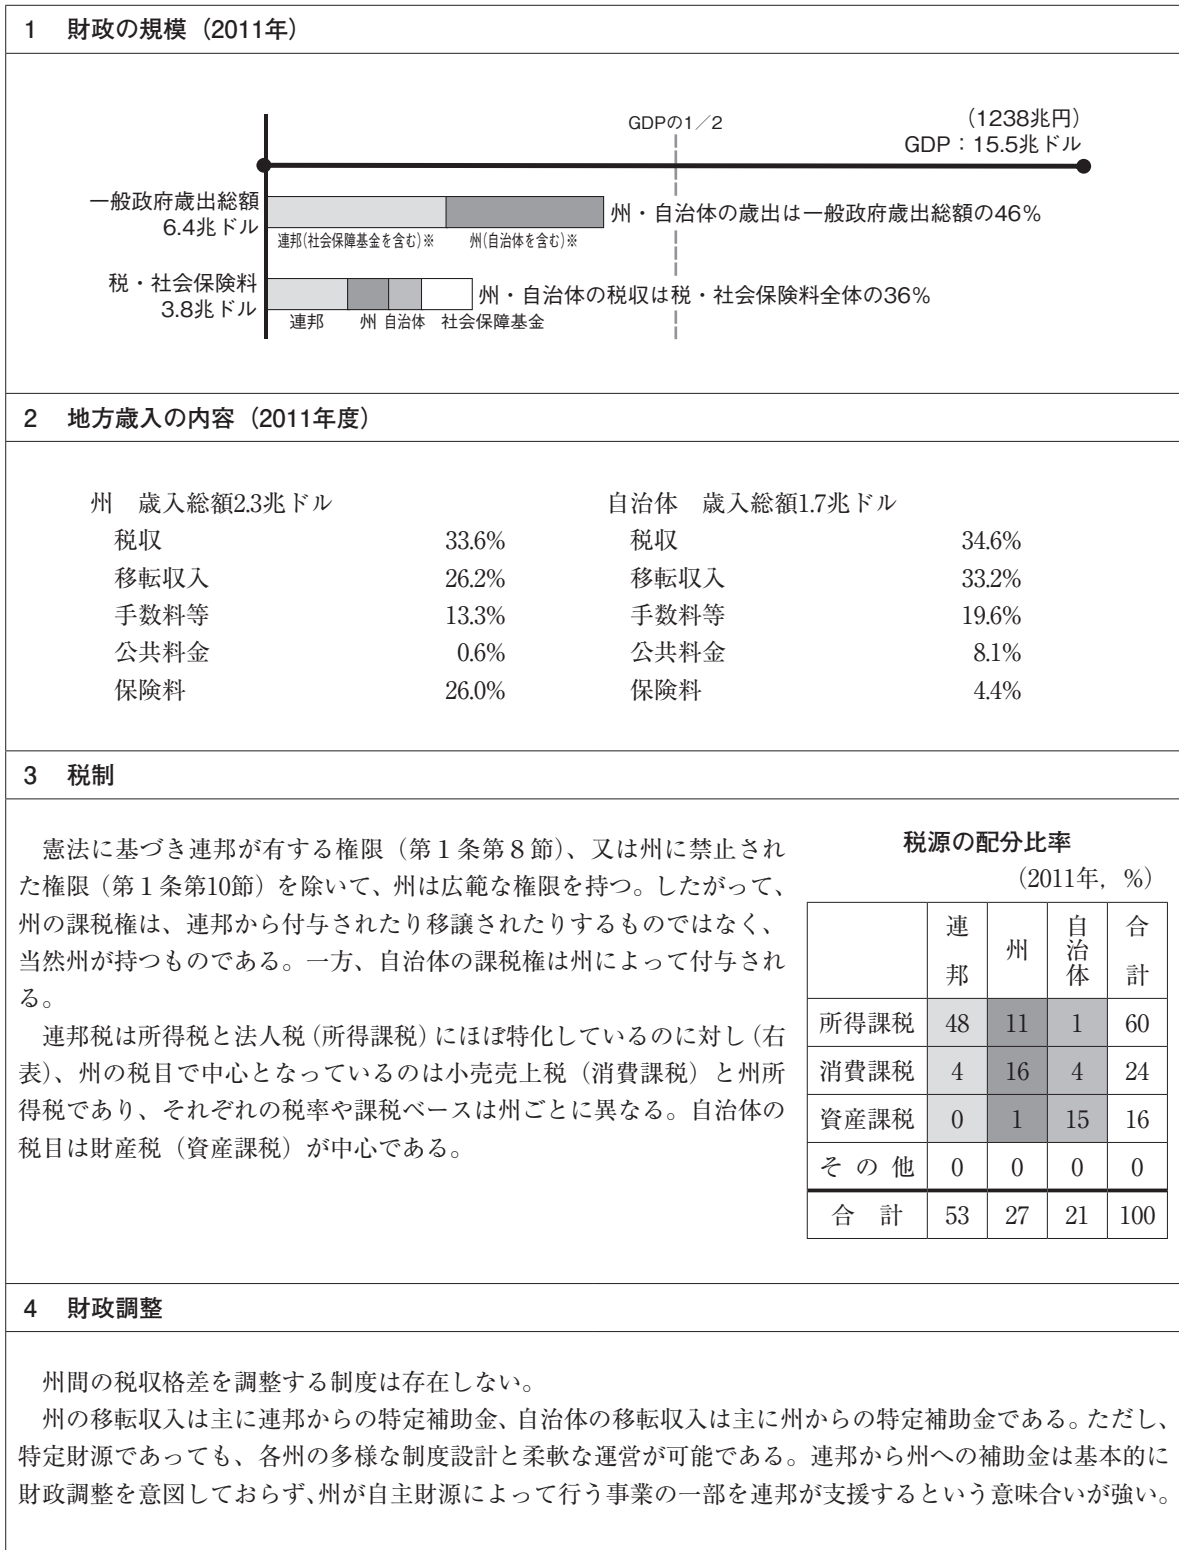 1 財政の規模（2011年）
GDPの1／2
（1238兆円）
GDP：15.5兆ドル
一般政府歳出総額
6.4兆ドル
州・自治体の歳出は一般政府歳出総額の46％
連邦(社会保障基金を含む)※ 州(自治体を含む)※
税・社会保険料
3.8兆ドル
州・自治体の税収は税・社会保険料全体の36％
連邦 州 自治体 社会保障基金
2 地方歳入の内容（2011年度）
州 歳入総額2.3兆ドル
税収 33.6%
移転収入 26.2%
手数料等 13.3%
公共料金 0.6%
保険料 26.0%
自治体 歳入総額1.7兆ドル
税収 34.6%
移転収入 33.2%
手数料等 19.6%
公共料金 8.1%
保険料 4.4%
3 税制
憲法に基づき連邦が有する権限（第１条第８節）、又は州に禁止され
た権限（第１条第10節）を除いて、州は広範な権限を持つ。したがって、
州の課税権は、連邦から付与されたり移譲されたりするものではなく、
当然州が持つものである。一方、自治体の課税権は州によって付与され
る。
連邦税は所得税と法人税（所得課税）にほぼ特化しているのに対し（右
表）、州の税目で中心となっているのは小売売上税（消費課税）と州所
得税であり、それぞれの税率や課税ベースは州ごとに異なる。自治体の
税目は財産税（資産課税）が中心である。
税源の配分比率
（2011年，％）
連邦 州 自治体 合計
所得課税 48 11 1 60
消費課税 4 16 4 24
資産課税 0 1 15 16
その他 0 0 0 0
合計 53 27 21 100
4 財政調整
州間の税収格差を調整する制度は存在しない。
州の移転収入は主に連邦からの特定補助金、自治体の移転収入は主に州からの特定補助金である。ただし、
特定財源であっても、各州の多様な制度設計と柔軟な運営が可能である。連邦から州への補助金は基本的に
財政調整を意図しておらず、州が自主財源によって行う事業の一部を連邦が支援するという意味合いが強い。